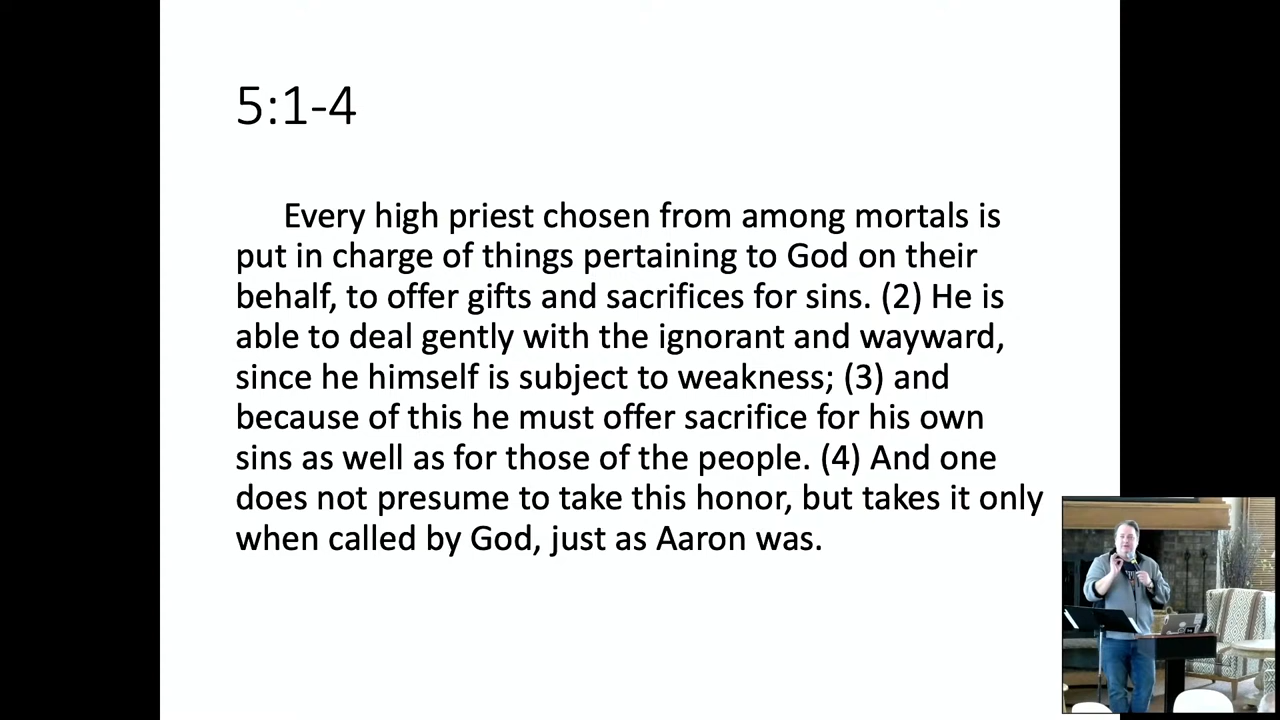 5:1-4
Every high priest chosen from among mortals is
put in charge of things pertaining to God on their
behalf, to offer gifts and sacrifices for sins. (2) He is
able to deal gently with the ignorant and wayward,
since he himself is subject to weakness; (3) and
because of this he must offer sacrifice for his own
sins as well as for those of the people. (4) And one
does not presume to take this honor, but takes it only
when called by God, just as Aaron was.